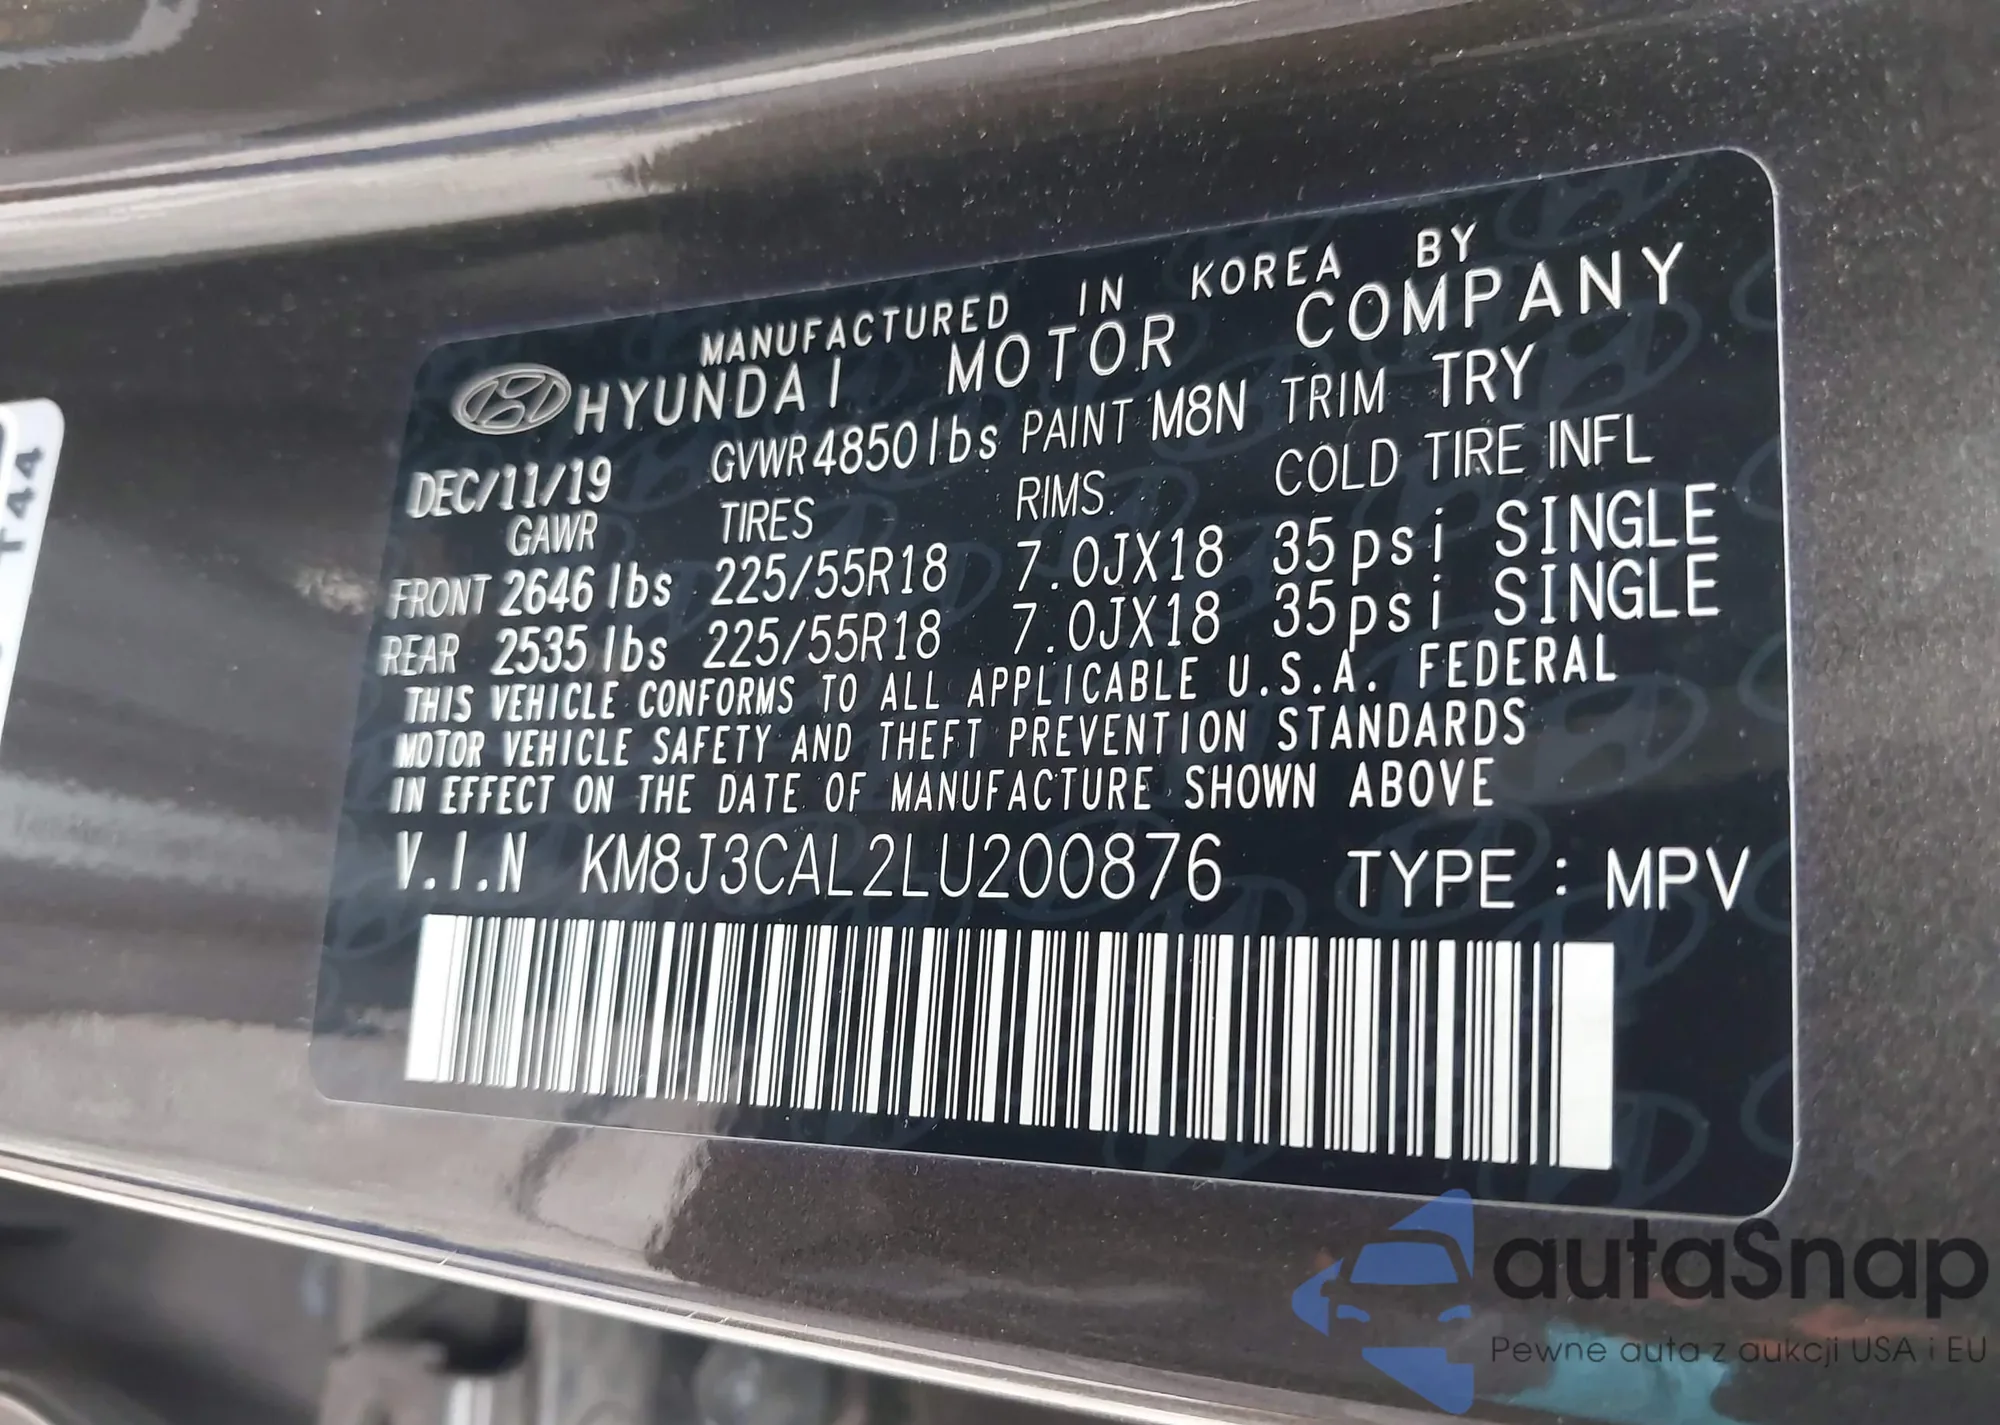 MANUFACTURED IN KOREA BY
HYUNDAI MOTOR COMPANY
DEC/11/19 GVWR 4850 lbs PAINT M8N TRIM TRY
GAWR TIRES RIMS. COLD TIRE INFL
FRONT 2646 lbs 225/55R18 7.0JX18 35psi SINGLE
REAR 2535 lbs 225/55R18 7.0JX18 35psi SINGLE
THIS VEHICLE CONFORMS TO ALL APPLICABLE U.S.A. FEDERAL
MOTOR VEHICLE SAFETY AND THEFT PREVENTION STANDARDS
IN EFFECT ON THE DATE OF MANUFACTURE SHOWN ABOVE
V.I.N KM8J3CAL2LU200876 TYPE : MPV
T44
autaSnap
Pewne auta z aukcji USA i EU